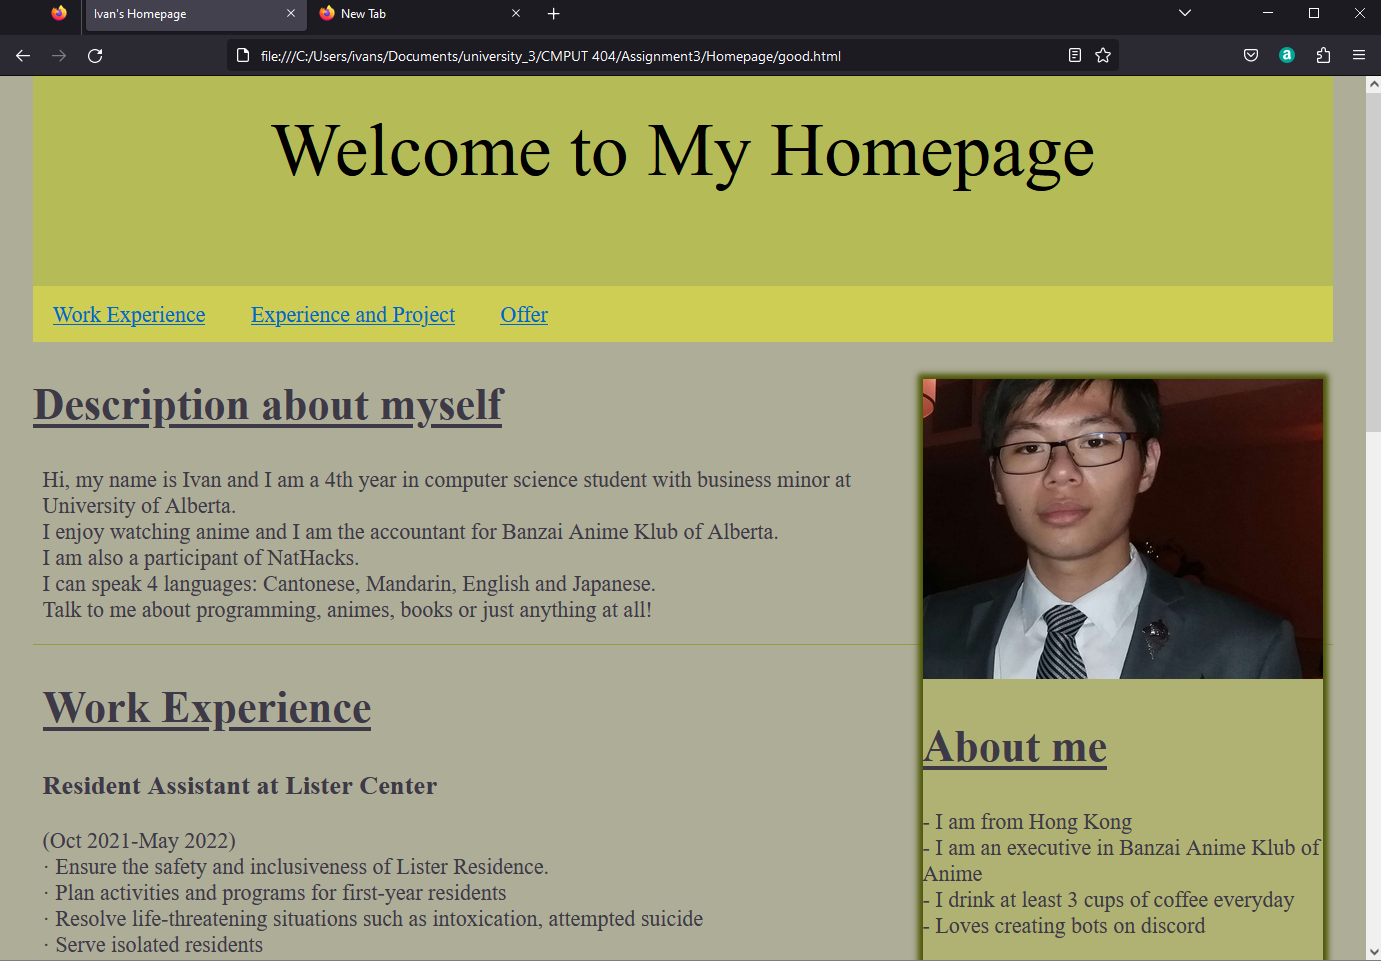 Ivan's Homepage
New Tab
file:///C:/Users/ivans/Documents/university_3/CMPUT 404/Assignment3/Homepage/good.html
a
Welcome to My Homepage
Work Experience
Experience and Project
Offer
Description about myself
Hi, my name is Ivan and I am a 4th year in computer science student with business minor at
University of Alberta.
I enjoy watching anime and I am the accountant for Banzai Anime Klub of Alberta.
I am also a participant of NatHacks.
I can speak 4 languages: Cantonese, Mandarin, English and Japanese.
Talk to me about programming, animes, books or just anything at all!
Work Experience
Resident Assistant at Lister Center
(Oct 2021-May 2022)
· Ensure the safety and inclusiveness of Lister Residence.
· Plan activities and programs for first-year residents
· Resolve life-threatening situations such as intoxication, attempted suicide
· Serve isolated residents
About me
- I am from Hong Kong
- I am an executive in Banzai Anime Klub of
Anime
- I drink at least 3 cups of coffee everyday
- Loves creating bots on discord